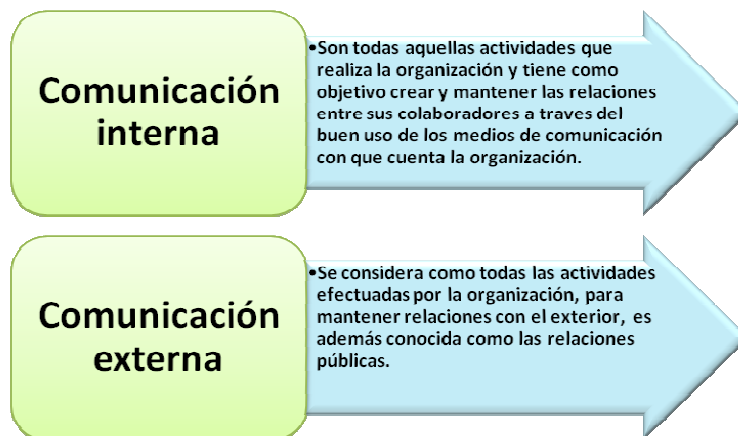 Comunicación
interna
•Son todas aquellas actividades que
realiza la organización y tiene como
objetivo crear y mantener las relaciones
entre sus colaboradores a traves del
buen uso de los medios de comunicación
con que cuenta la organización.
Comunicación
externa
•Se considera como todas las actividades
efectuadas por la organización, para
mantener relaciones con el exterior, es
además conocida como las relaciones
públicas.